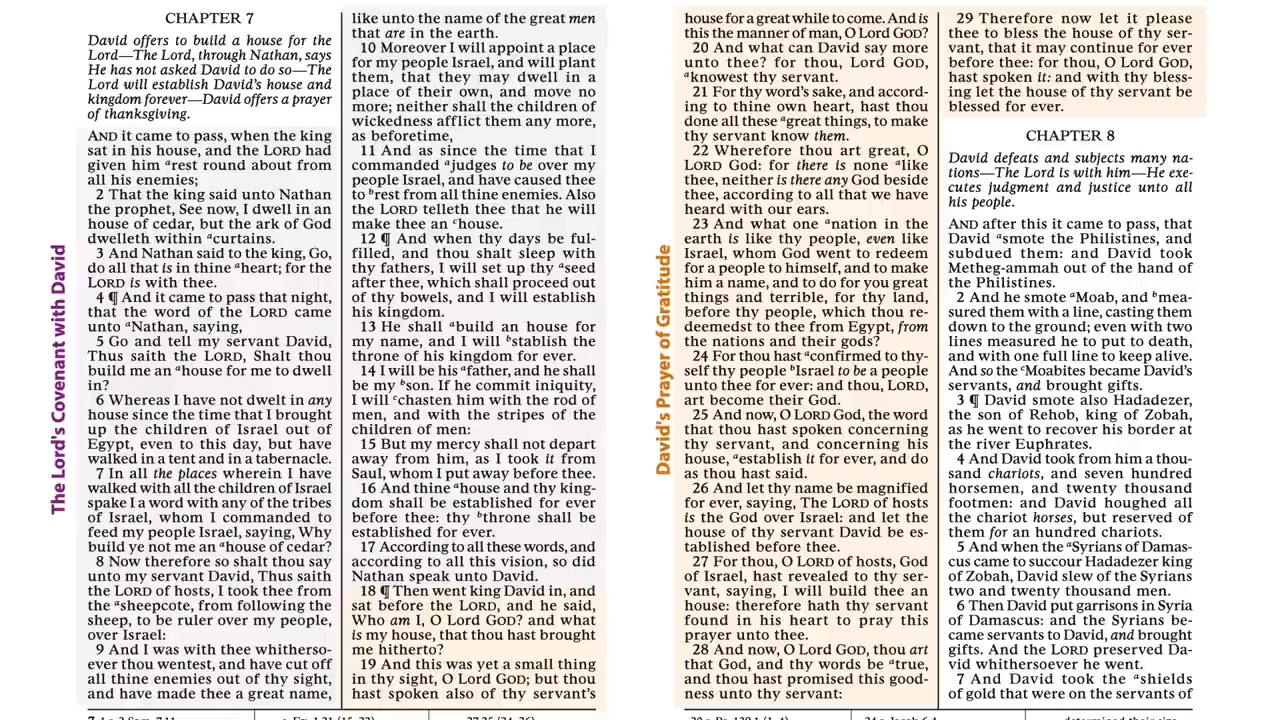 The Lord's Covenant with David
CHAPTER 7
David offers to build a house for the
Lord—The Lord, through Nathan, says
He has not asked David to do so—The
Lord will establish David's house and
kingdom forever—David offers a prayer
of thanksgiving.
AND it came to pass, when the king
sat in his house, and the LORD had
given him ᵃrest round about from
all his enemies;
2 That the king said unto Nathan
the prophet, See now, I dwell in an
house of cedar, but the ark of God
dwelleth within ᵃcurtains.
3 And Nathan said to the king, Go,
do all that is in thine ᵃheart; for the
LORD is with thee.
4 ¶ And it came to pass that night,
that the word of the LORD came
unto ᵃNathan, saying,
5 Go and tell my servant David,
Thus saith the LORD, Shalt thou
build me an ᵃhouse for me to dwell
in?
6 Whereas I have not dwelt in any
house since the time that I brought
up the children of Israel out of
Egypt, even to this day, but have
walked in a tent and in a tabernacle.
7 In all the places wherein I have
walked with all the children of Israel
spake I a word with any of the tribes
of Israel, whom I commanded to
feed my people Israel, saying, Why
build ye not me an ᵃhouse of cedar?
8 Now therefore so shalt thou say
unto my servant David, Thus saith
the LORD of hosts, I took thee from
the ᵃsheepcote, from following the
sheep, to be ruler over my people,
over Israel:
9 And I was with thee whitherso-
ever thou wentest, and have cut off
all thine enemies out of thy sight,
and have made thee a great name,
like unto the name of the great men
that are in the earth.
10 Moreover I will appoint a place
for my people Israel, and will plant
them, that they may dwell in a
place of their own, and move no
more; neither shall the children of
wickedness afflict them any more,
as beforetime,
11 And as since the time that I
commanded ᵃjudges to be over my
people Israel, and have caused thee
to ᵇrest from all thine enemies. Also
the LORD telleth thee that he will
make thee an ᶜhouse.
12 ¶ And when thy days be ful-
filled, and thou shalt sleep with
thy fathers, I will set up thy ᵃseed
after thee, which shall proceed out
of thy bowels, and I will establish
his kingdom.
13 He shall ᵃbuild an house for
my name, and I will ᵇstablish the
throne of his kingdom for ever.
14 I will be his ᵃfather, and he shall
be my ᵇson. If he commit iniquity,
I will ᶜchasten him with the rod of
men, and with the stripes of the
children of men:
15 But my mercy shall not depart
away from him, as I took it from
Saul, whom I put away before thee.
16 And thine ᵃhouse and thy king-
dom shall be established for ever
before thee: thy ᵇthrone shall be
established for ever.
17 According to all these words, and
according to all this vision, so did
Nathan speak unto David.
18 ¶ Then went king David in, and
sat before the LORD, and he said,
Who am I, O Lord GOD? and what
is my house, that thou hast brought
me hitherto?
19 And this was yet a small thing
in thy sight, O Lord GOD; but thou
hast spoken also of thy servant's
David's Prayer of Gratitude
house for a great while to come. And is
this the manner of man, O Lord GOD?
20 And what can David say more
unto thee? for thou, Lord GOD,
ᵃknowest thy servant.
21 For thy word's sake, and accord-
ing to thine own heart, hast thou
done all these ᵃgreat things, to make
thy servant know them.
22 Wherefore thou art great, O
LORD God: for there is none ᵃlike
thee, neither is there any God beside
thee, according to all that we have
heard with our ears.
23 And what one ᵃnation in the
earth is like thy people, even like
Israel, whom God went to redeem
for a people to himself, and to make
him a name, and to do for you great
things and terrible, for thy land,
before thy people, which thou re-
deemedst to thee from Egypt, from
the nations and their gods?
24 For thou hast ᵃconfirmed to thy-
self thy people ᵇIsrael to be a people
unto thee for ever: and thou, LORD,
art become their God.
25 And now, O LORD God, the word
that thou hast spoken concerning
thy servant, and concerning his
house, ᵃestablish it for ever, and do
as thou hast said.
26 And let thy name be magnified
for ever, saying, The LORD of hosts
is the God over Israel: and let the
house of thy servant David be es-
tablished before thee.
27 For thou, O LORD of hosts, God
of Israel, hast revealed to thy ser-
vant, saying, I will build thee an
house: therefore hath thy servant
found in his heart to pray this
prayer unto thee.
28 And now, O Lord GOD, thou art
that God, and thy words be ᵃtrue,
and thou hast promised this good-
ness unto thy servant:
29 Therefore now let it please
thee to bless the house of thy ser-
vant, that it may continue for ever
before thee: for thou, O Lord GOD,
hast spoken it: and with thy bless-
ing let the house of thy servant be
blessed for ever.
CHAPTER 8
David defeats and subjects many na-
tions—The Lord is with him—He exe-
cutes judgment and justice unto all
his people.
AND after this it came to pass, that
David ᵃsmote the Philistines, and
subdued them: and David took
Metheg-ammah out of the hand of
the Philistines.
2 And he smote ᵃMoab, and ᵇmea-
sured them with a line, casting them
down to the ground; even with two
lines measured he to put to death,
and with one full line to keep alive.
And so the ᶜMoabites became David's
servants, and brought gifts.
3 ¶ David smote also Hadadezer,
the son of Rehob, king of Zobah,
as he went to recover his border at
the river Euphrates.
4 And David took from him a thou-
sand chariots, and seven hundred
horsemen, and twenty thousand
footmen: and David houghed all
the chariot horses, but reserved of
them for an hundred chariots.
5 And when the ᵃSyrians of Damas-
cus came to succour Hadadezer king
of Zobah, David slew of the Syrians
two and twenty thousand men.
6 Then David put garrisons in Syria
of Damascus: and the Syrians be-
came servants to David, and brought
gifts. And the LORD preserved Da-
vid whithersoever he went.
7 And David took the ᵃshields
of gold that were on the servants of